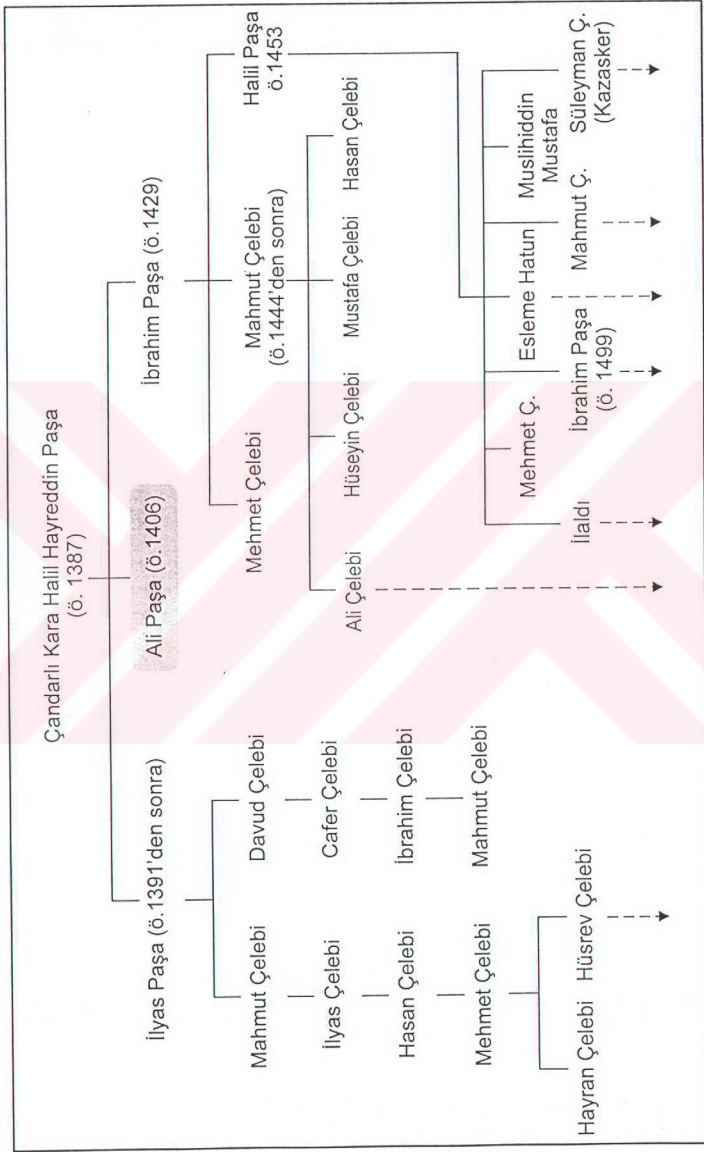 Çandarlı Kara Halil Hayreddin Paşa
(ö. 1387)
İlyas Paşa (ö.1391'den sonra)
Ali Paşa (ö.1406)
İbrahim Paşa (ö.1429)
Mahmut Çelebi
Davud Çelebi
Mehmet Çelebi
Mahmut Çelebi
(ö.1444'den sonra)
Halil Paşa
ö.1453
İlyas Çelebi
Cafer Çelebi
Ali Çelebi
Hüseyin Çelebi
Mustafa Çelebi
Hasan Çelebi
Hasan Çelebi
İbrahim Çelebi
Mehmet Çelebi
Mahmut Çelebi
Mehmet Ç.
Esleme Hatun
Muslihiddin
Mustafa
Hayran Çelebi
Hüsrev Çelebi
İlaldı
İbrahim Paşa
(ö. 1499)
Mahmut Ç.
Süleyman Ç.
(Kazasker)